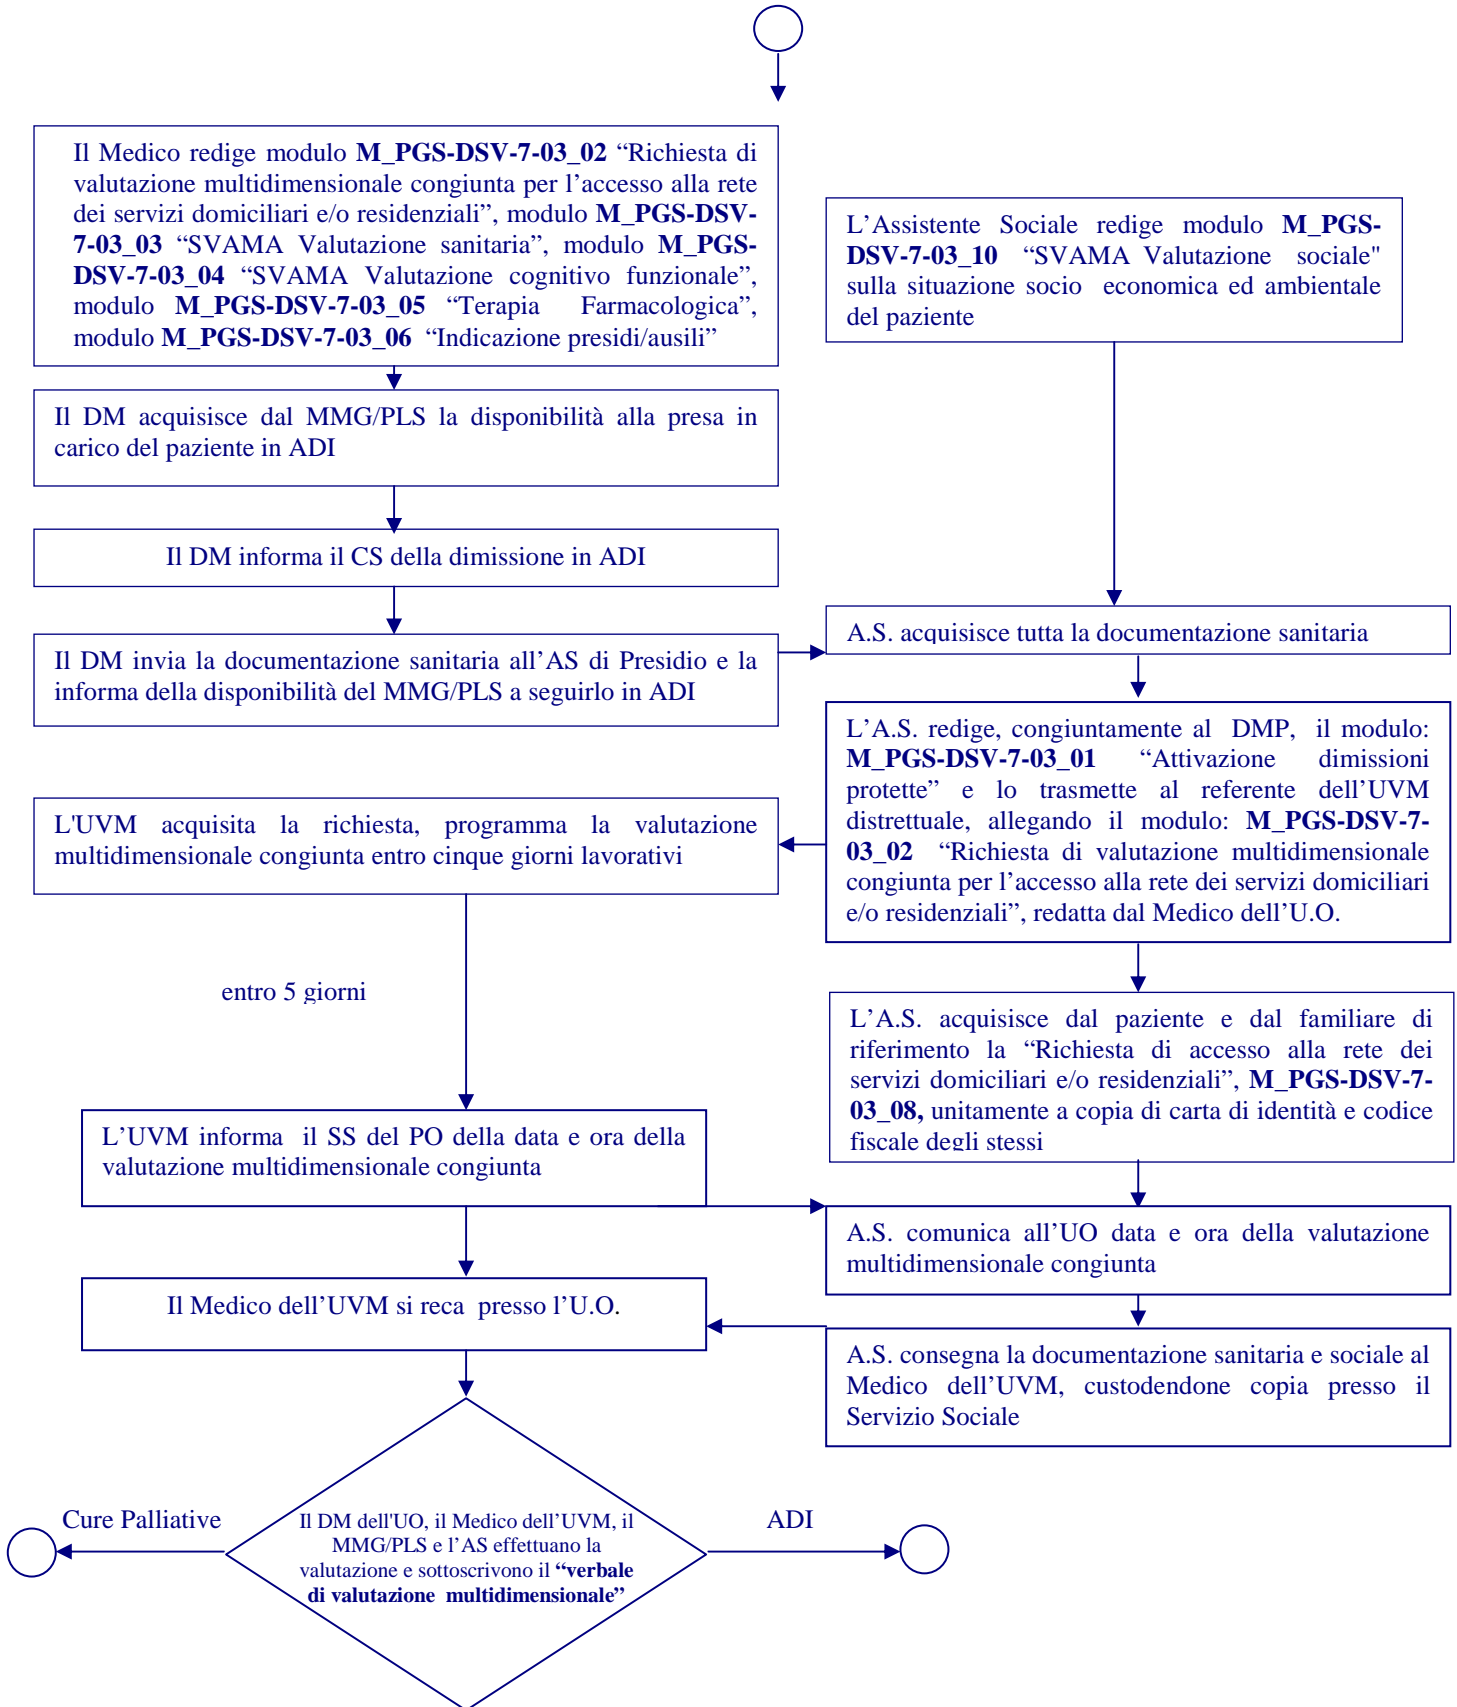 Il Medico redige modulo M_PGS-DSV-7-03_02 “Richiesta di
valutazione multidimensionale congiunta per l’accesso alla rete
dei servizi domiciliari e/o residenziali”, modulo M_PGS-DSV-
7-03_03 “SVAMA Valutazione sanitaria”, modulo M_PGS-
DSV-7-03_04 “SVAMA Valutazione cognitivo funzionale”,
modulo M_PGS-DSV-7-03_05 “Terapia Farmacologica”,
modulo M_PGS-DSV-7-03_06 “Indicazione presidi/ausili”
L’Assistente Sociale redige modulo M_PGS-
DSV-7-03_10 “SVAMA Valutazione sociale"
sulla situazione socio economica ed ambientale
del paziente
Il DM acquisisce dal MMG/PLS la disponibilità alla presa in
carico del paziente in ADI
Il DM informa il CS della dimissione in ADI
Il DM invia la documentazione sanitaria all’AS di Presidio e la
informa della disponibilità del MMG/PLS a seguirlo in ADI
A.S. acquisisce tutta la documentazione sanitaria
L’A.S. redige, congiuntamente al DMP, il modulo:
M_PGS-DSV-7-03_01 “Attivazione dimissioni
protette” e lo trasmette al referente dell’UVM
distrettuale, allegando il modulo: M_PGS-DSV-7-
03_02 “Richiesta di valutazione multidimensionale
congiunta per l’accesso alla rete dei servizi domiciliari
e/o residenziali”, redatta dal Medico dell’U.O.
L'UVM acquisita la richiesta, programma la valutazione
multidimensionale congiunta entro cinque giorni lavorativi
entro 5 giorni
L’A.S. acquisisce dal paziente e dal familiare di
riferimento la “Richiesta di accesso alla rete dei
servizi domiciliari e/o residenziali”, M_PGS-DSV-7-
03_08, unitamente a copia di carta di identità e codice
fiscale degli stessi
L’UVM informa il SS del PO della data e ora della
valutazione multidimensionale congiunta
A.S. comunica all’UO data e ora della valutazione
multidimensionale congiunta
Il Medico dell’UVM si reca presso l’U.O.
A.S. consegna la documentazione sanitaria e sociale al
Medico dell’UVM, custodendone copia presso il
Servizio Sociale
Cure Palliative
Il DM dell'UO, il Medico dell’UVM, il
MMG/PLS e l’AS effettuano la
valutazione e sottoscrivono il “verbale
di valutazione multidimensionale”
ADI